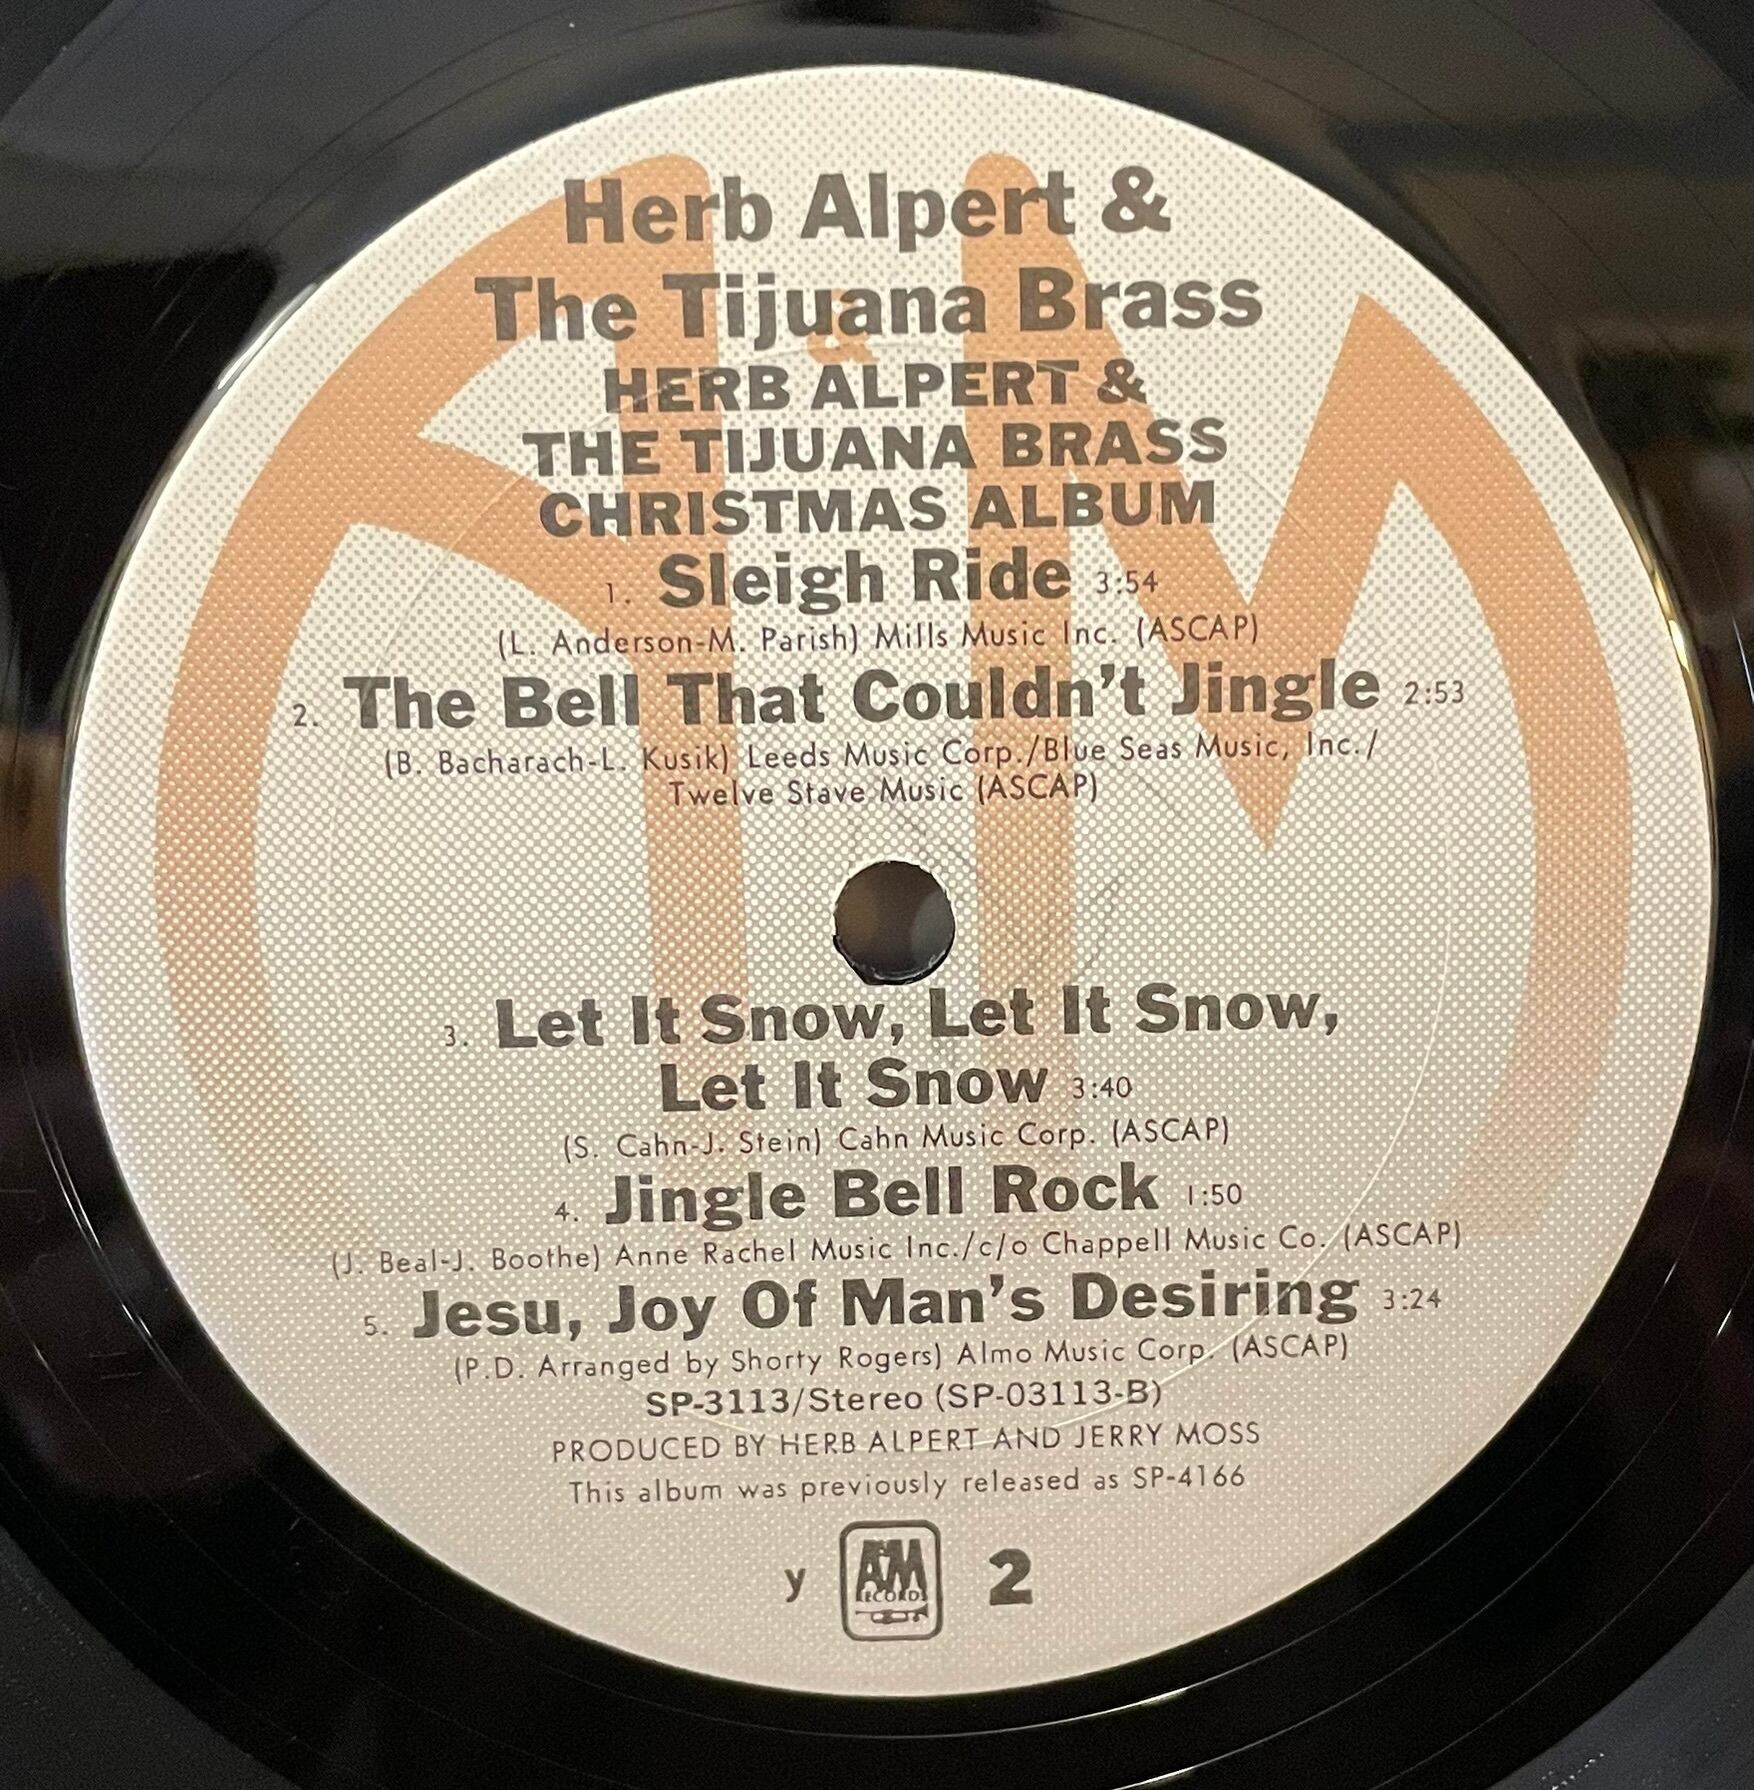 Herb Alpert &
The Tijuana Brass
HERB ALPERT &
THE TIJUANA BRASS
CHRISTMAS ALBUM
1. Sleigh Ride 3:54
(L. Anderson-M. Parish) Mills Music Inc. (ASCAP)
2. The Bell That Couldn't Jingle 2:53
(B. Bacharach-L. Kusik) Leeds Music Corp./Blue Seas Music, Inc./
Twelve Stave Music (ASCAP)
3. Let It Snow, Let It Snow,
Let It Snow 3:40
(S. Cahn-J. Stein) Cahn Music Corp. (ASCAP)
4. Jingle Bell Rock 1:50
(J. Beal-J. Boothe) Anne Rachel Music Inc./c/o Chappell Music Co. (ASCAP)
5. Jesu, Joy Of Man's Desiring 3:24
(P.D. Arranged by Shorty Rogers) Almo Music Corp. (ASCAP)
SP-3113/Stereo (SP-03113-B)
PRODUCED BY HERB ALPERT AND JERRY MOSS
This album was previously released as SP-4166
y A&M RECORDS 2